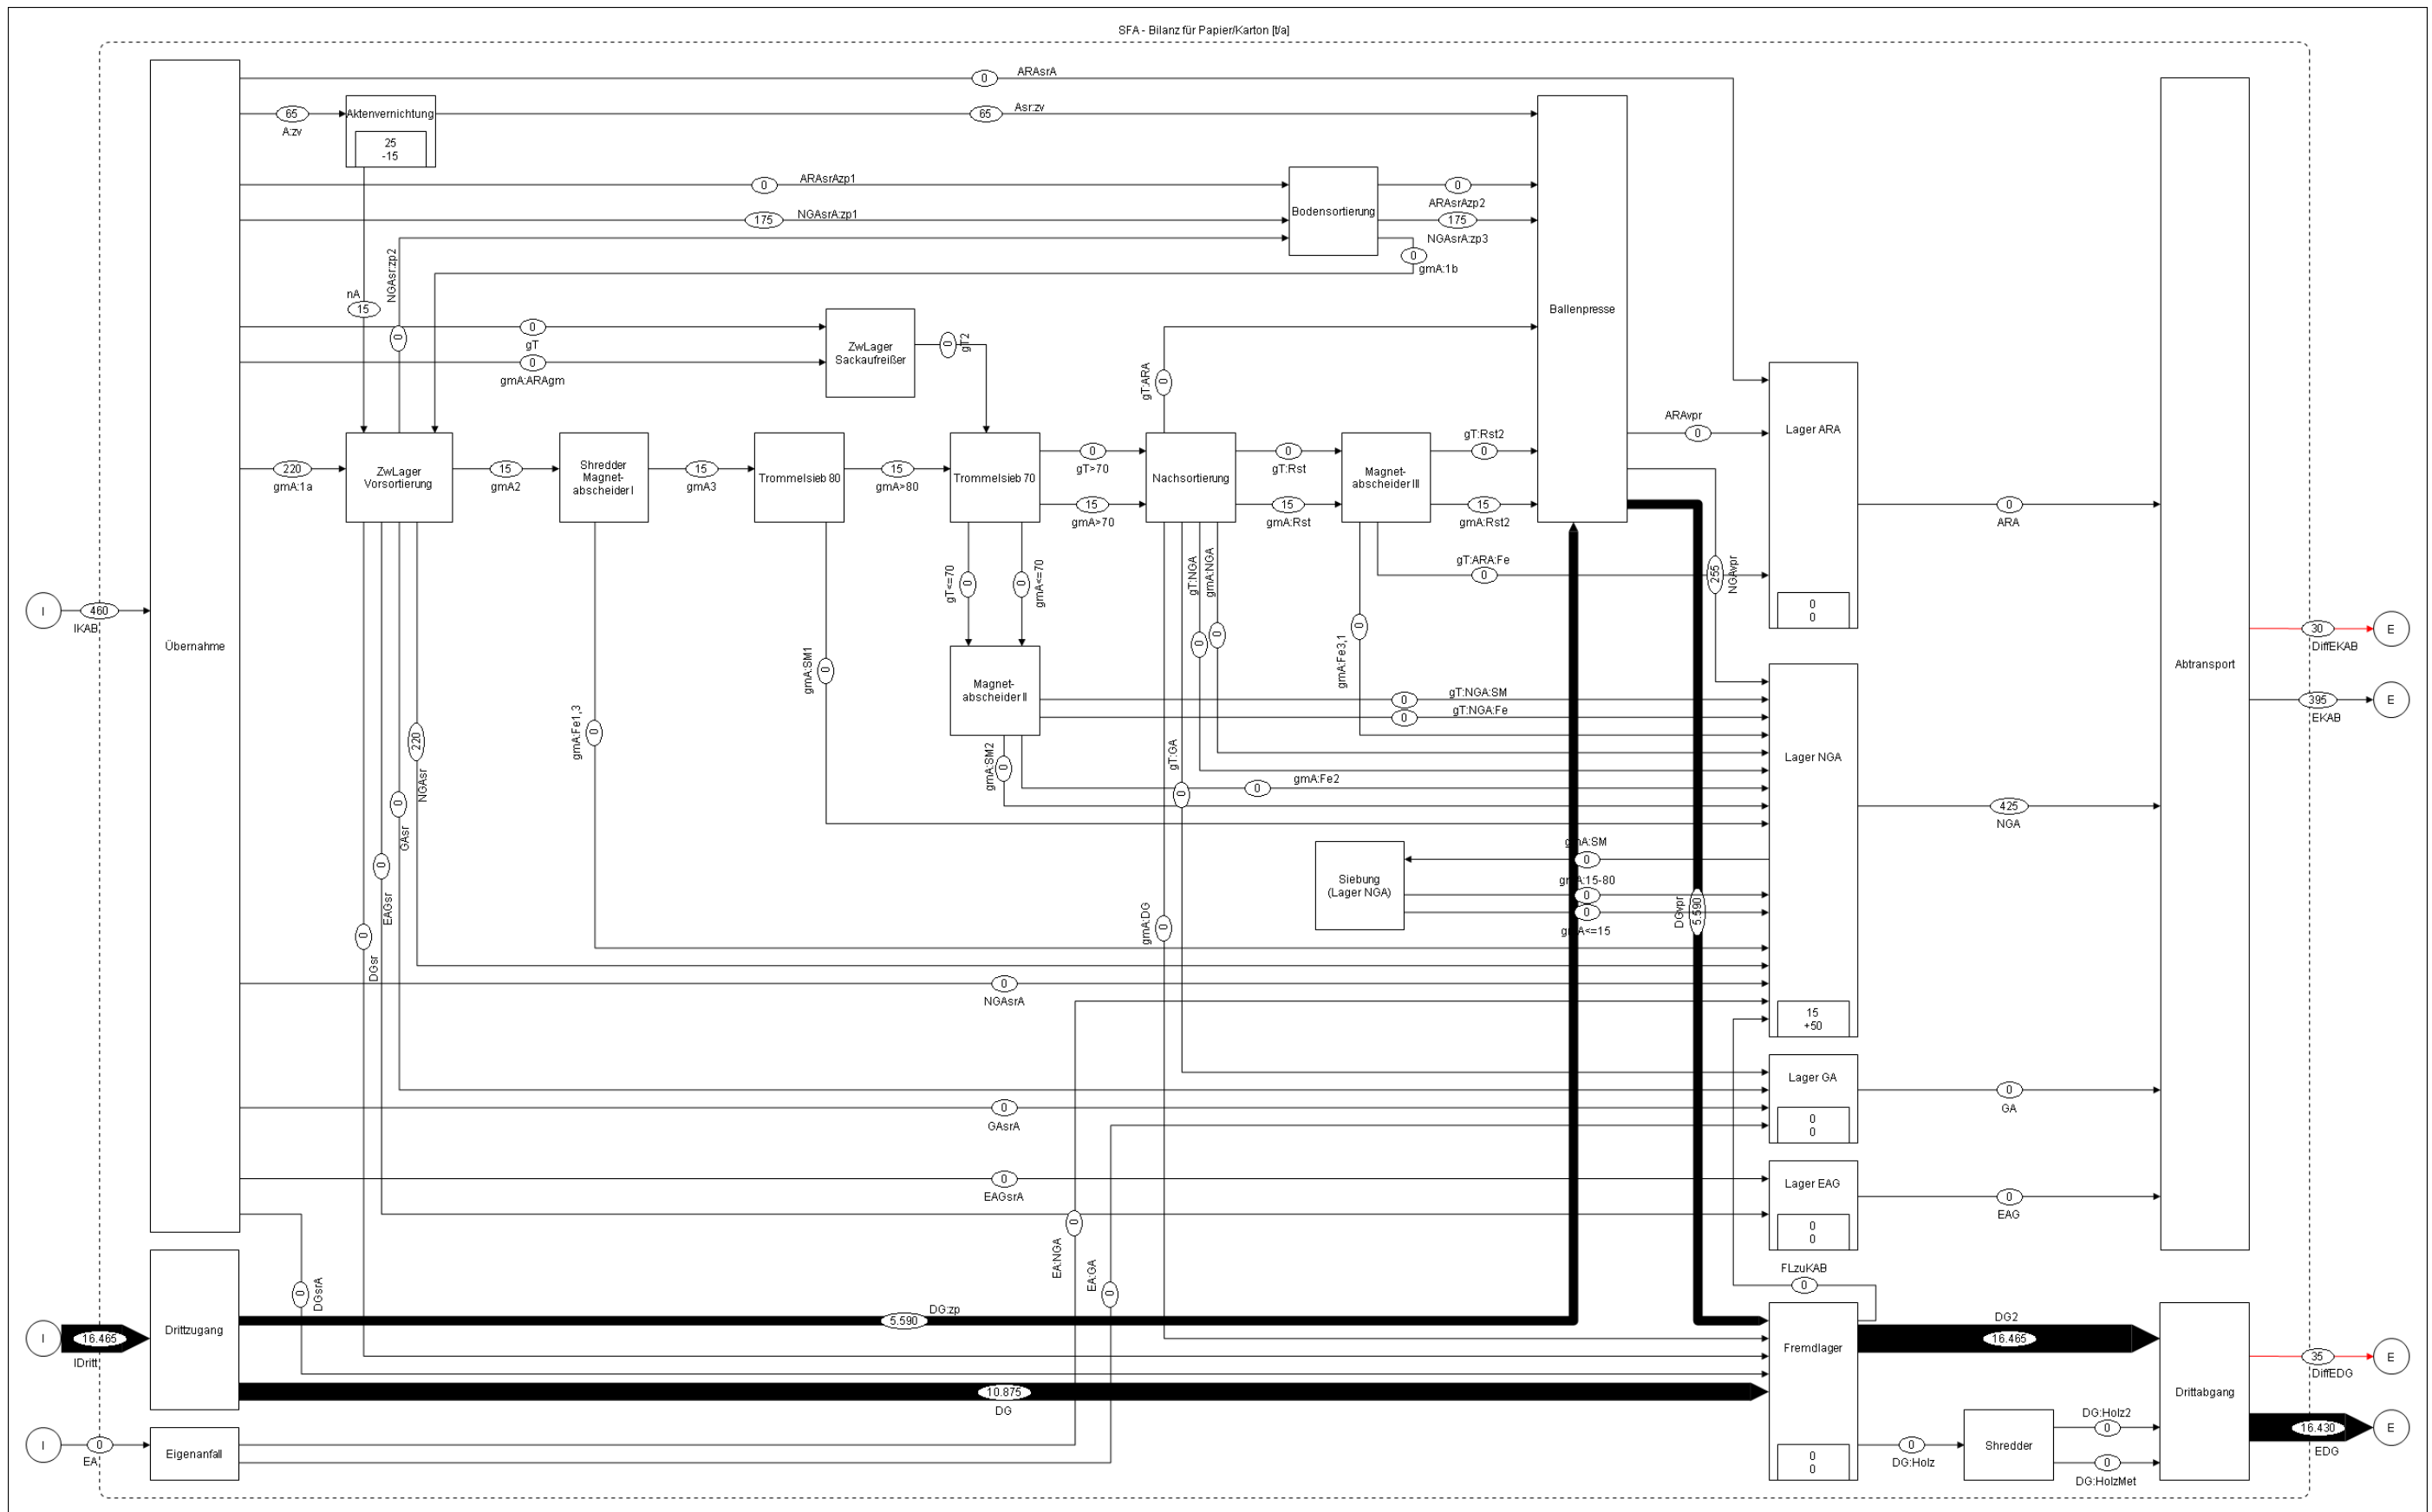 SFA - Bilanz für Papier/Karton [t/a]
0
ARAsrA
65
A:zv
Aktenvernichtung
25
-15
65
Asr:zv
0
ARAsrAzp1
175
NGAsrA:zp1
Bodensortierung
0
ARAsrAzp2
175
NGAsrA:zp3
0
gmA:1b
NGAsr:zp2
0
nA
15
0
gT
0
gmA:ARAgm
ZwLager
Sackaufreißer
0
gT2
Ballenpresse
gT:ARA
0
220
gmA:1a
ZwLager
Vorsortierung
15
gmA2
Shredder
Magnet-
abscheider I
15
gmA3
Trommelsieb 80
15
gmA>80
Trommelsieb 70
0
gT>70
15
gmA>70
Nachsortierung
0
gT:Rst
15
gmA:Rst
Magnet-
abscheider III
gT:Rst2
0
15
gmA:Rst2
ARAvpr
0
Lager ARA
0
0
0
ARA
gT:ARA:Fe
0
255
NGAvpr
gT<=70
0
0
gmA<=70
gT:NGA
0
gmA:NGA
0
gmA:Fe3,1
0
I
460
IKAB
Übernahme
gmA:SM1
0
Magnet-
abscheider II
0
gT:NGA:SM
0
gT:NGA:Fe
gmA:Fe1,3
0
220
NGAsr
0
GAsr
0
EAGsr
0
DGsr
gmA:SM2
0
0
gmA:Fe2
gT:GA
0
gmA:DG
0
Siebung
(Lager NGA)
gmA:SM
0
gmA:15-80
0
0
gmA<=15
DGvpr
5.590
Lager NGA
15
+50
425
NGA
Abtransport
30
DiffEKAB
E
395
EKAB
E
0
NGAsrA
0
GAsrA
Lager GA
0
0
0
GA
0
EAGsrA
Lager EAG
0
0
0
EAG
EA:NGA
0
EA:GA
0
0
DGsrA
FLzuKAB
0
I
16.465
IDritt
Drittzugang
DG:zp
5.590
10.875
DG
Fremdlager
0
0
DG2
16.465
0
DG:Holz
Shredder
DG:Holz2
0
0
DG:HolzMet
Drittabgang
35
DiffEDG
E
16.430
EDG
E
I
0
EA
Eigenanfall